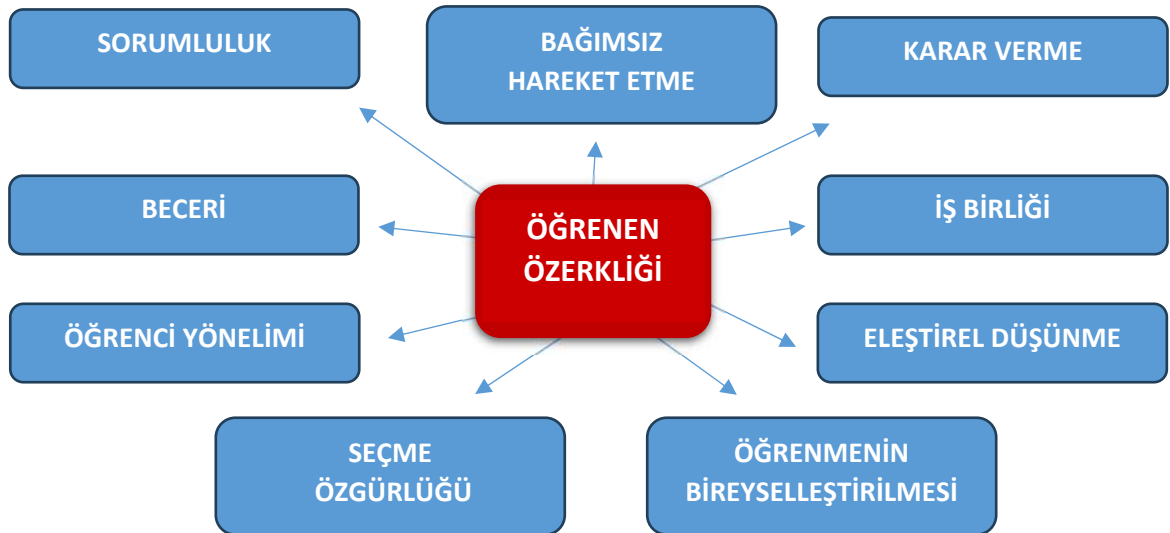 SORUMLULUK
BAĞIMSIZ
HAREKET ETME
KARAR VERME
BECERİ
ÖĞRENEN
ÖZERKLİĞİ
İŞ BİRLİĞİ
ÖĞRENCİ YÖNELİMİ
ELEŞTİREL DÜŞÜNME
SEÇME
ÖZGÜRLÜĞÜ
ÖĞRENMENİN
BİREYSELLEŞTİRİLMESİ